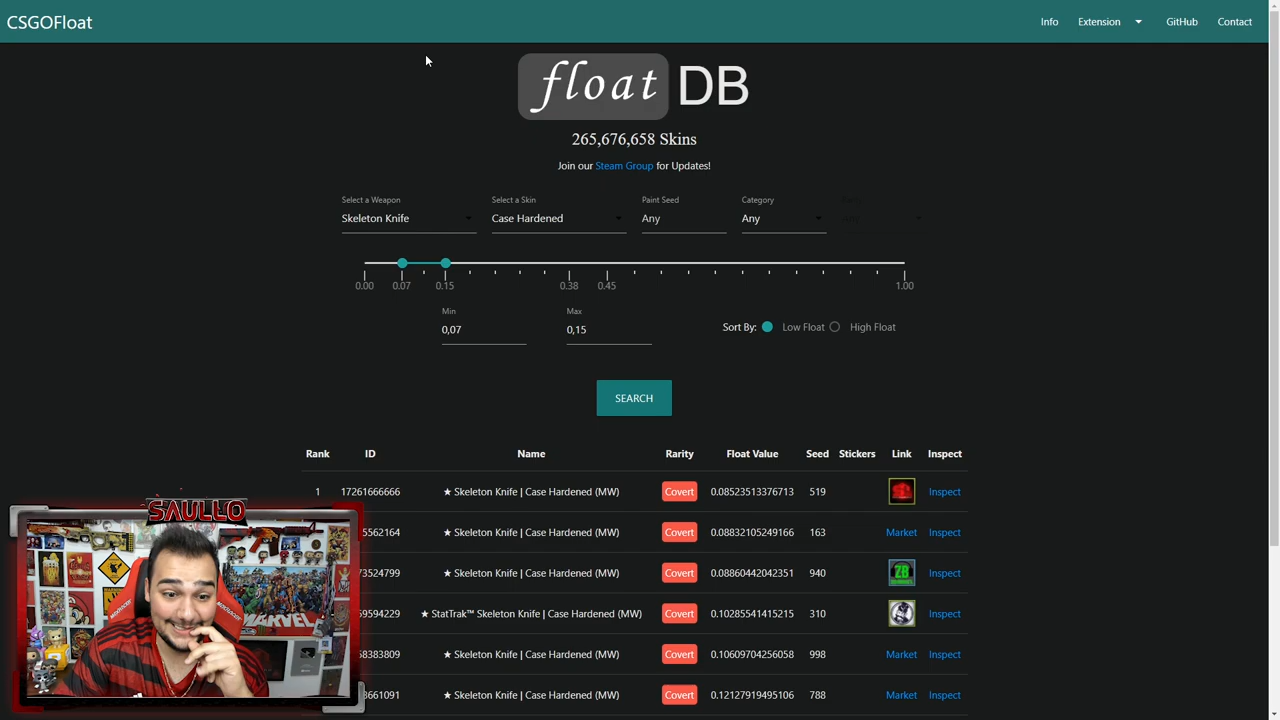 CSGOFloat
Info Extension GitHub Contact
float DB
265,676,658 Skins
Join our Steam Group for Updates!
Select a Weapon Select a Skin Paint Seed Category
Skeleton Knife Case Hardened Any Any
0.00 0.07 0.15 0.38 0.45 1.00
Min Max
0,07 0,15 Sort By: Low Float High Float
SEARCH
Rank ID Name Rarity Float Value Seed Stickers Link Inspect
1 17261666666 ★ Skeleton Knife | Case Hardened (MW) Covert 0.08523513376713 519 Inspect
5562164 ★ Skeleton Knife | Case Hardened (MW) Covert 0.08832105249166 163 Market Inspect
73524799 ★ Skeleton Knife | Case Hardened (MW) Covert 0.08860442042351 940 ZB Inspect
59594229 ★ StatTrak™ Skeleton Knife | Case Hardened (MW) Covert 0.10285541415215 310 Inspect
58383809 ★ Skeleton Knife | Case Hardened (MW) Covert 0.10609704256058 998 Market Inspect
3661091 ★ Skeleton Knife | Case Hardened (MW) Covert 0.12127919495106 788 Market Inspect
SAULLO
MARVEL